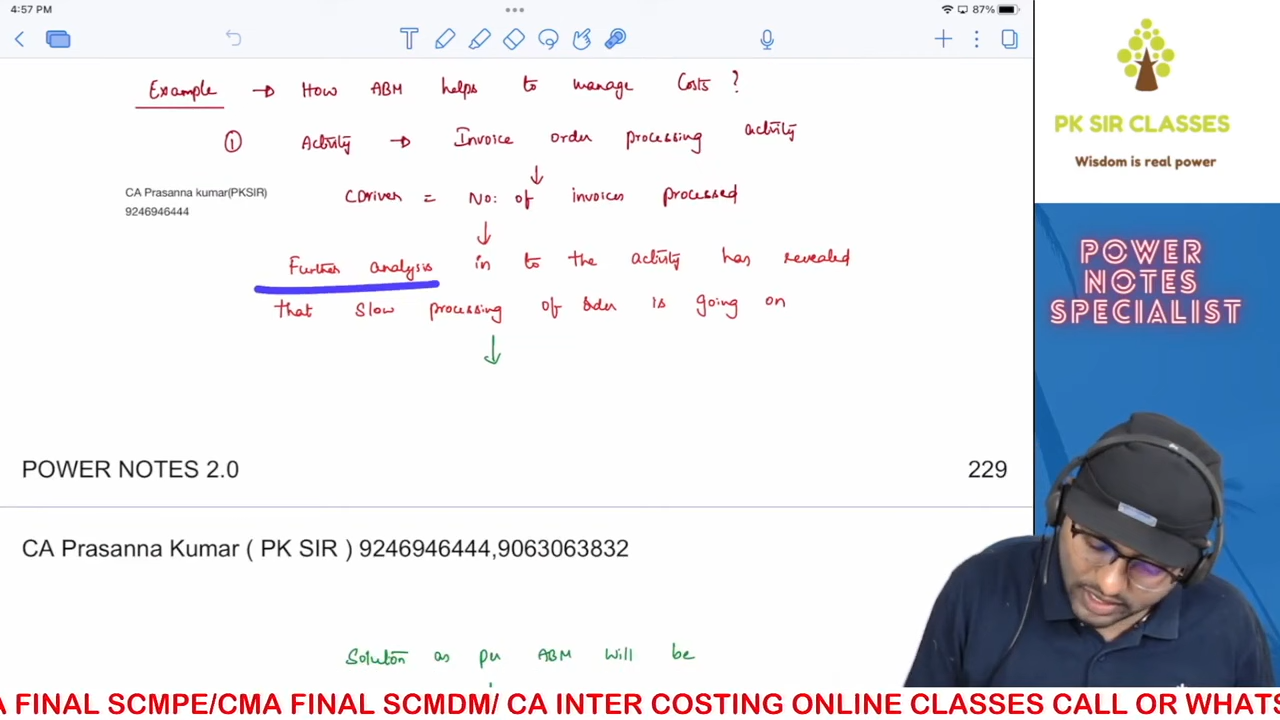 4:57 PM
87%
Example → How ABM helps to manage Costs ?
① Activity → Invoice order processing activity
CA Prasanna kumar(PKSIR)
9246946444
CDriver = No: of invoices processed
Further analysis in to the activity has revealed
that slow processing of order is going on
POWER NOTES 2.0
229
CA Prasanna Kumar ( PK SIR ) 9246946444,9063063832
Soluton as per ABM will be
PK SIR CLASSES
Wisdom is real power
POWER
NOTES
SPECIALIST
A FINAL SCMPE/CMA FINAL SCMDM/ CA INTER COSTING ONLINE CLASSES CALL OR WHATS